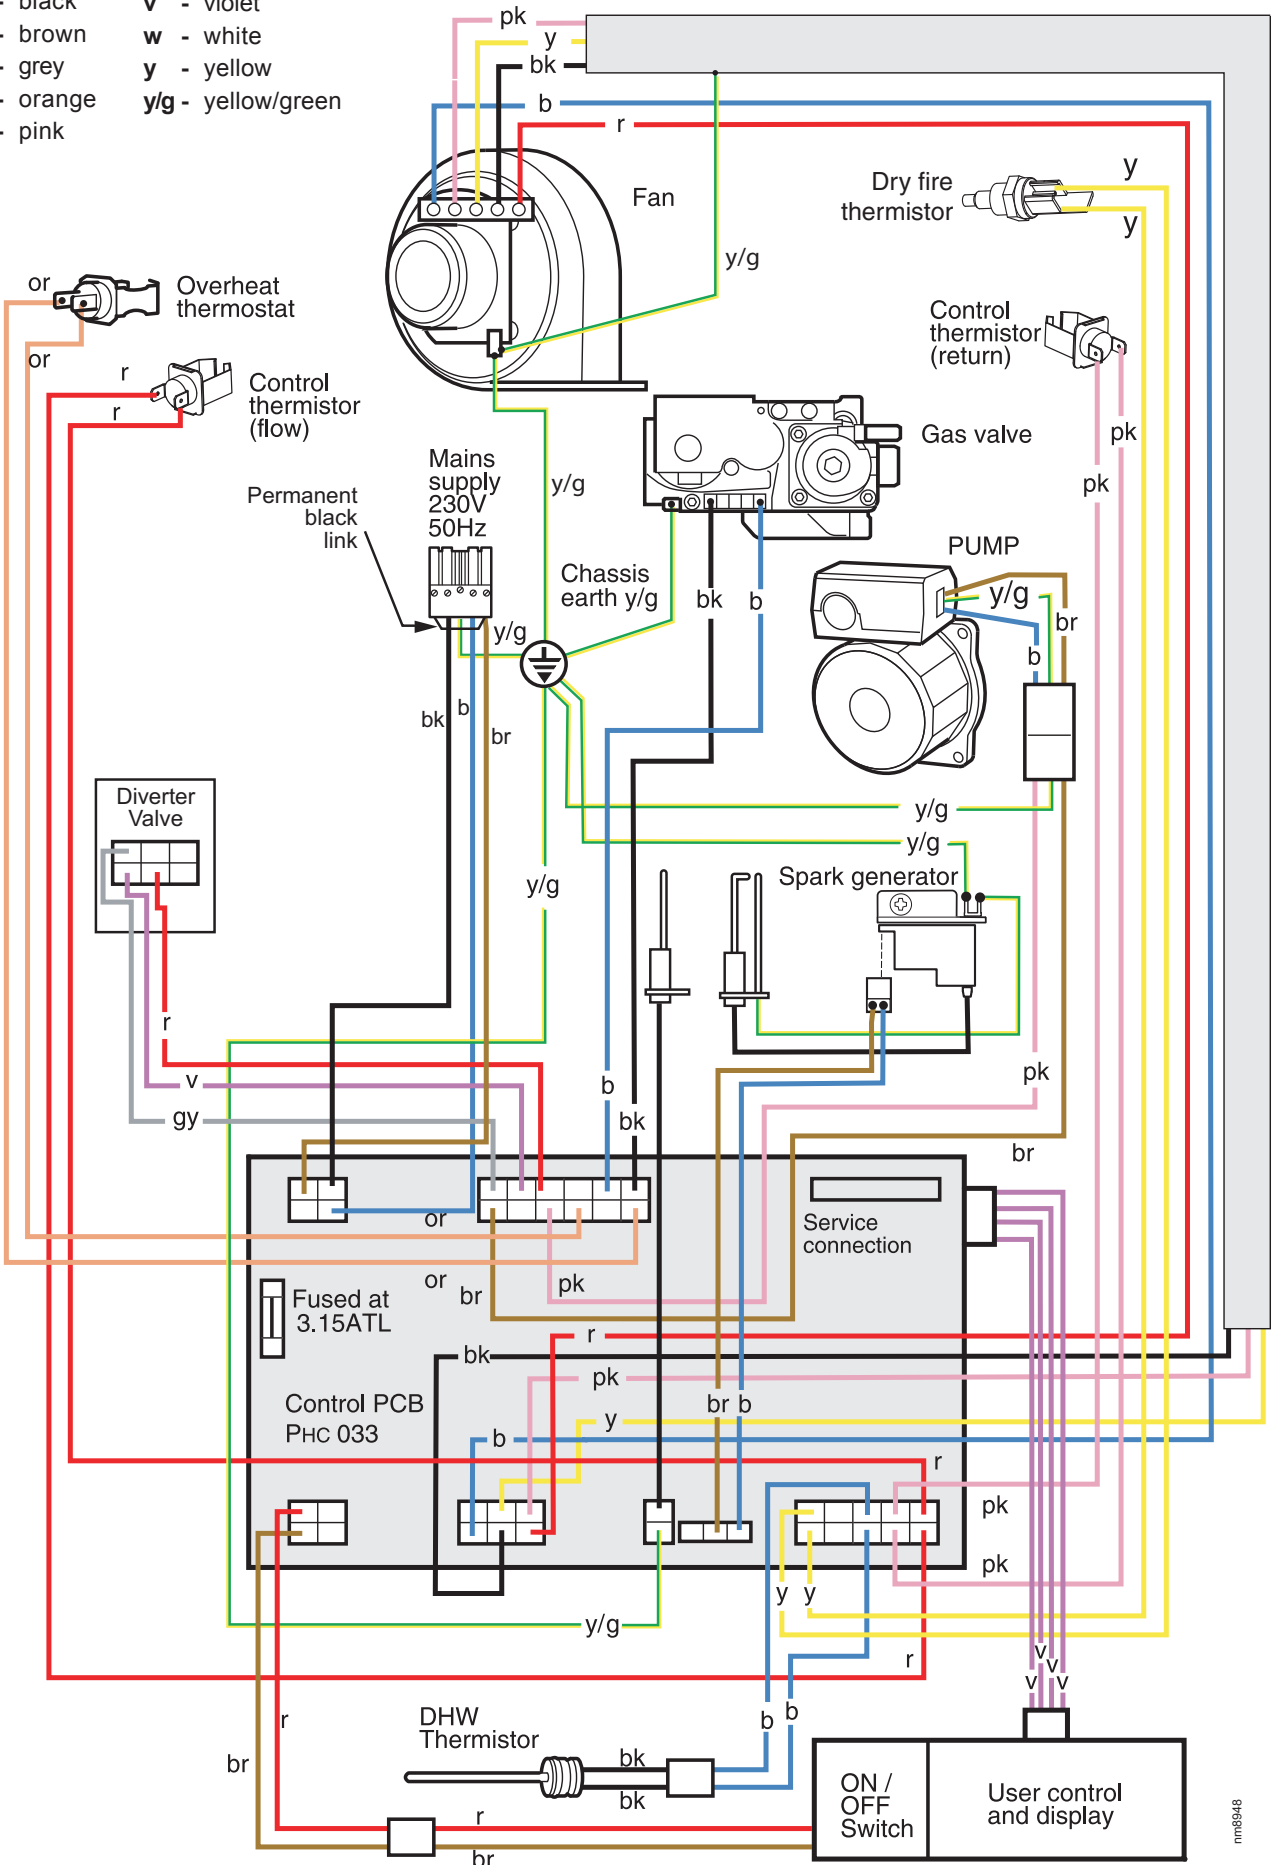 - black v - violet
- brown w - white
- grey y - yellow
- orange y/g - yellow/green
- pink
pk
y
bk
b
r
Fan
y/g
Dry fire
thermistor
y
y
or
Overheat
thermostat
or
r
Control
thermistor
(flow)
r
Control
thermistor
(return)
pk
pk
Gas valve
Mains
supply
230V
50Hz
Permanent
black
link
y/g
Chassis
earth y/g
bk
b
PUMP
y/g
br
b
y/g
bk
b
br
Diverter
Valve
y/g
y/g
y/g
Spark generator
r
v
gy
b
bk
pk
br
or
or
br
pk
Service
connection
Fused at
3.15ATL
r
bk
pk
br b
y
b
Control PCB
PHC 033
r
pk
pk
y y
y/g
r
v
v
v
v
r
br
DHW
Thermistor
bk
bk
b
b
r
br
ON /
OFF
Switch
User control
and display
nm8948